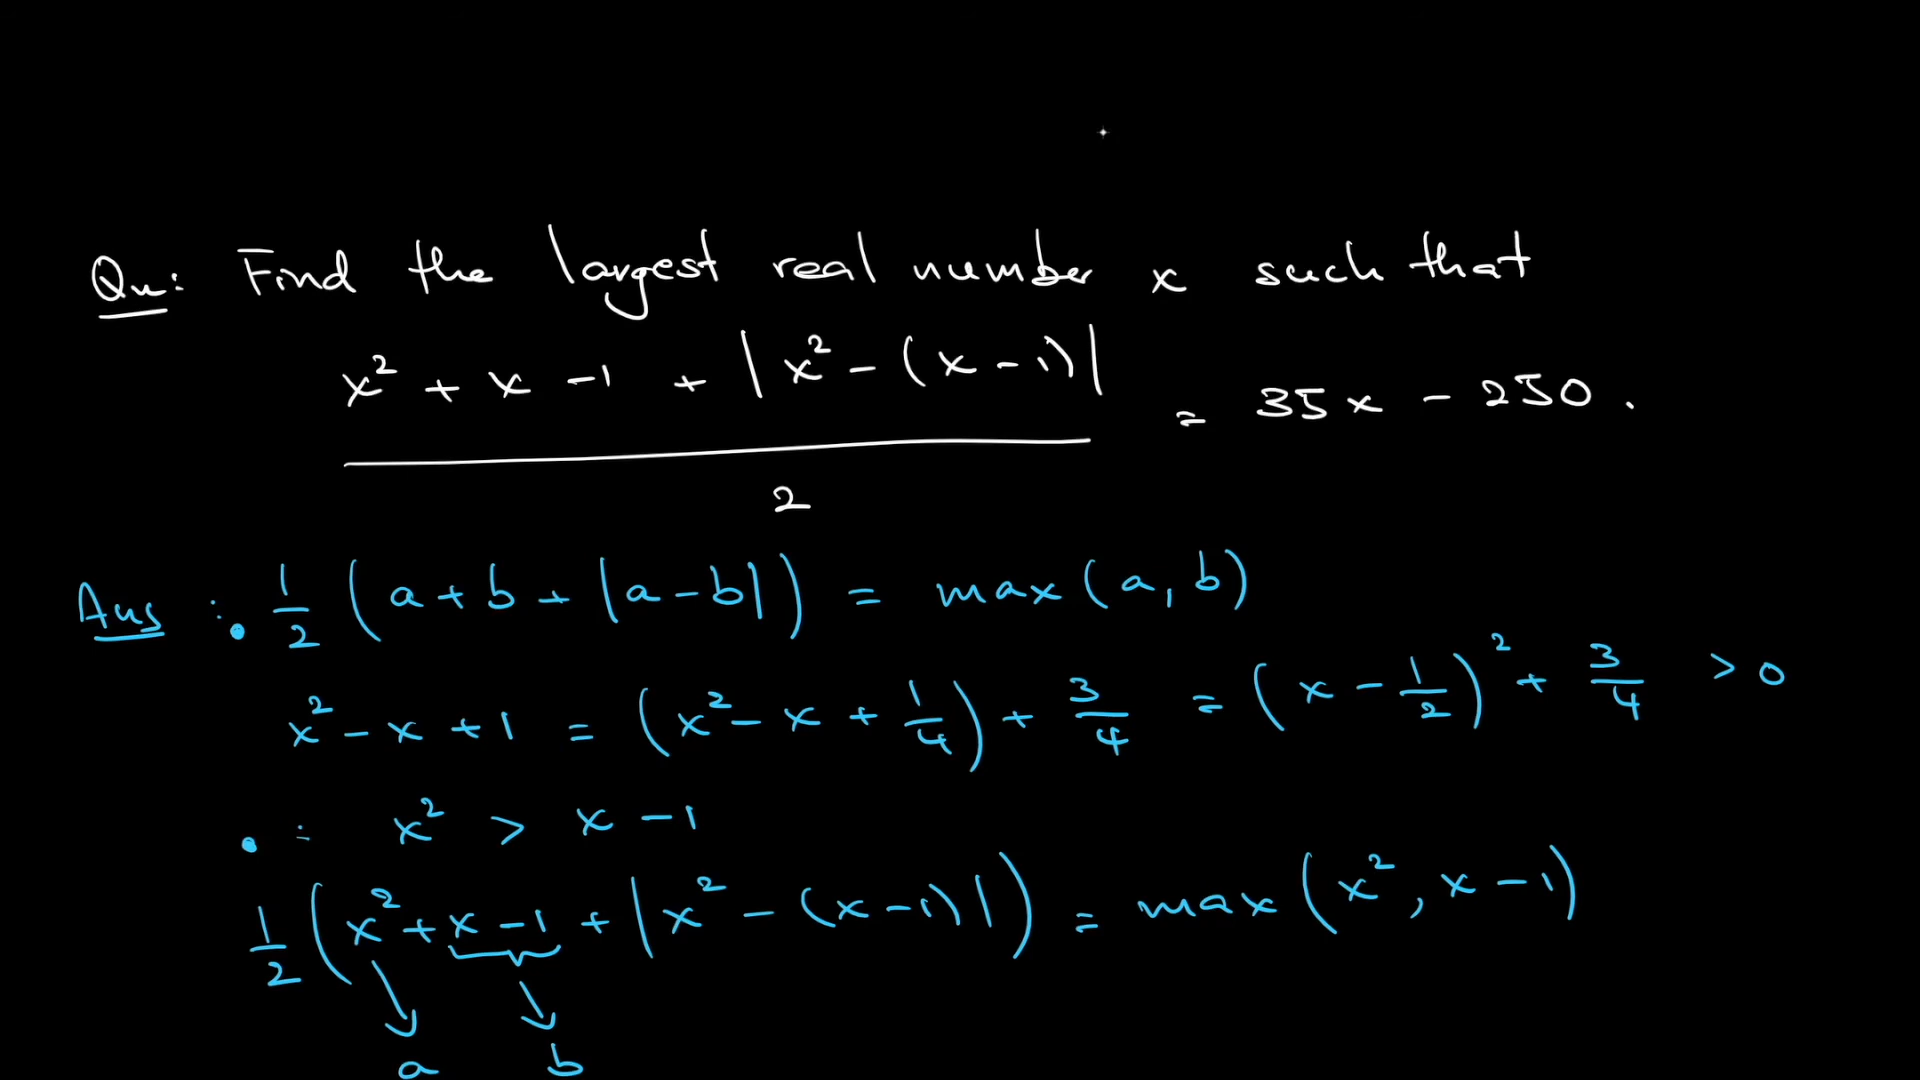 Qu: Find the largest real number x such that
(x² + x - 1 + |x² - (x - 1)|) / 2 = 35x - 250.
Ans : • 1/2 (a + b + |a - b|) = max(a, b)
x² - x + 1 = (x² - x + 1/4) + 3/4 = (x - 1/2)² + 3/4 > 0
• : x² > x - 1
1/2 (x² + x - 1 + |x² - (x - 1)|) = max(x², x - 1)
a b